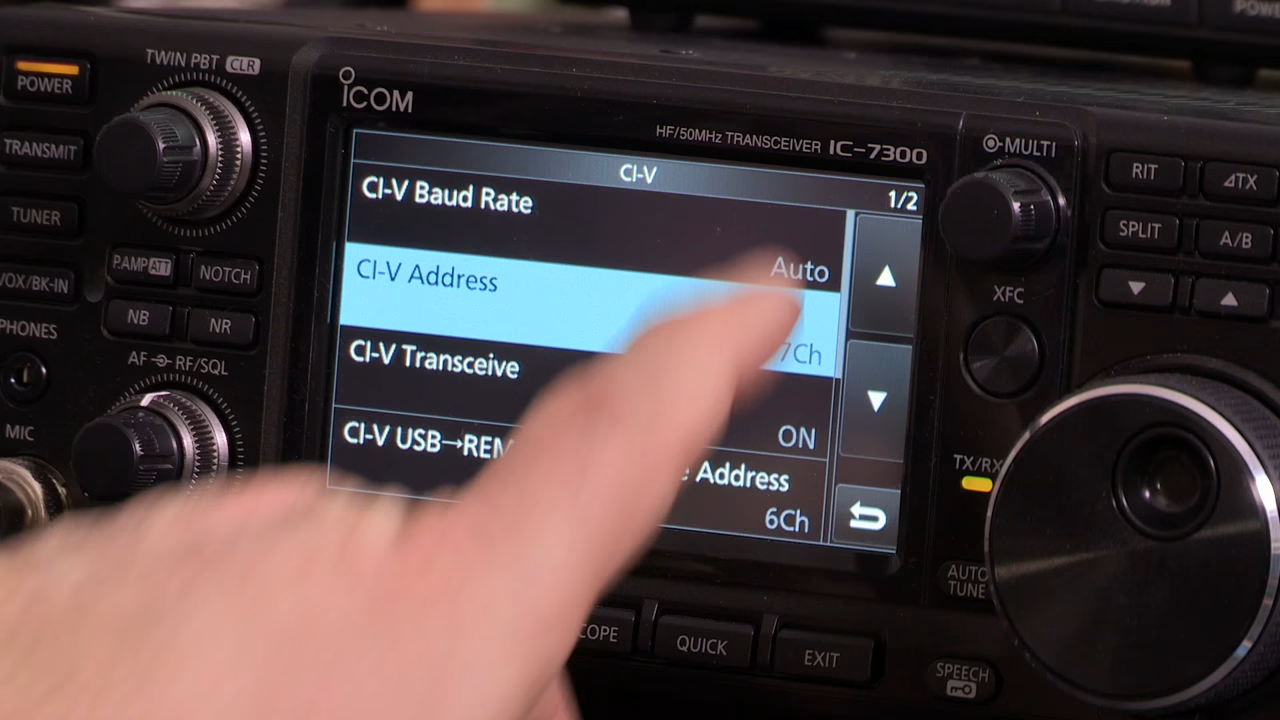 POWER
TWIN PBT CLR
ICOM
HF/50MHz TRANSCEIVER IC-7300
MULTI
TRANSMIT
TUNER
VOX/BK-IN
P.AMP ATT
NOTCH
NB
NR
PHONES
AF RF/SQL
MIC
CI-V
1/2
CI-V Baud Rate
Auto
CI-V Address
7Ch
CI-V Transceive
ON
CI-V USB→REM
Address
6Ch
RIT
⊿TX
SPLIT
A/B
▼
▲
XFC
TX/RX
AUTO
TUNE
QUICK
EXIT
SPEECH